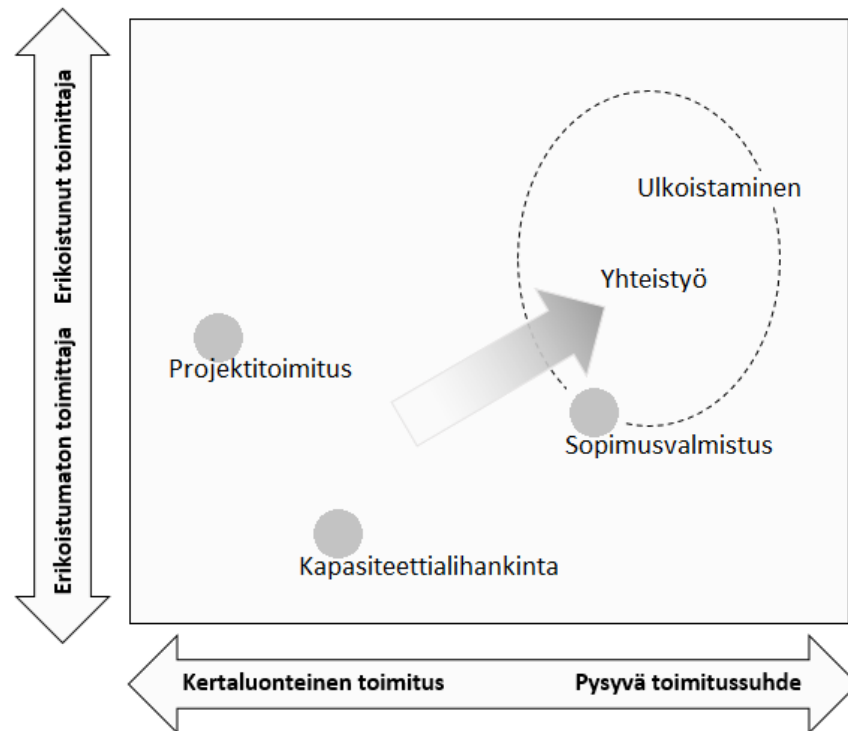 Erikoistunut toimittaja
Erikoistumaton toimittaja
Ulkoistaminen
Yhteistyö
Projektitoimitus
Sopimusvalmistus
Kapasiteettialihankinta
Kertaluonteinen toimitus
Pysyvä toimitussuhde